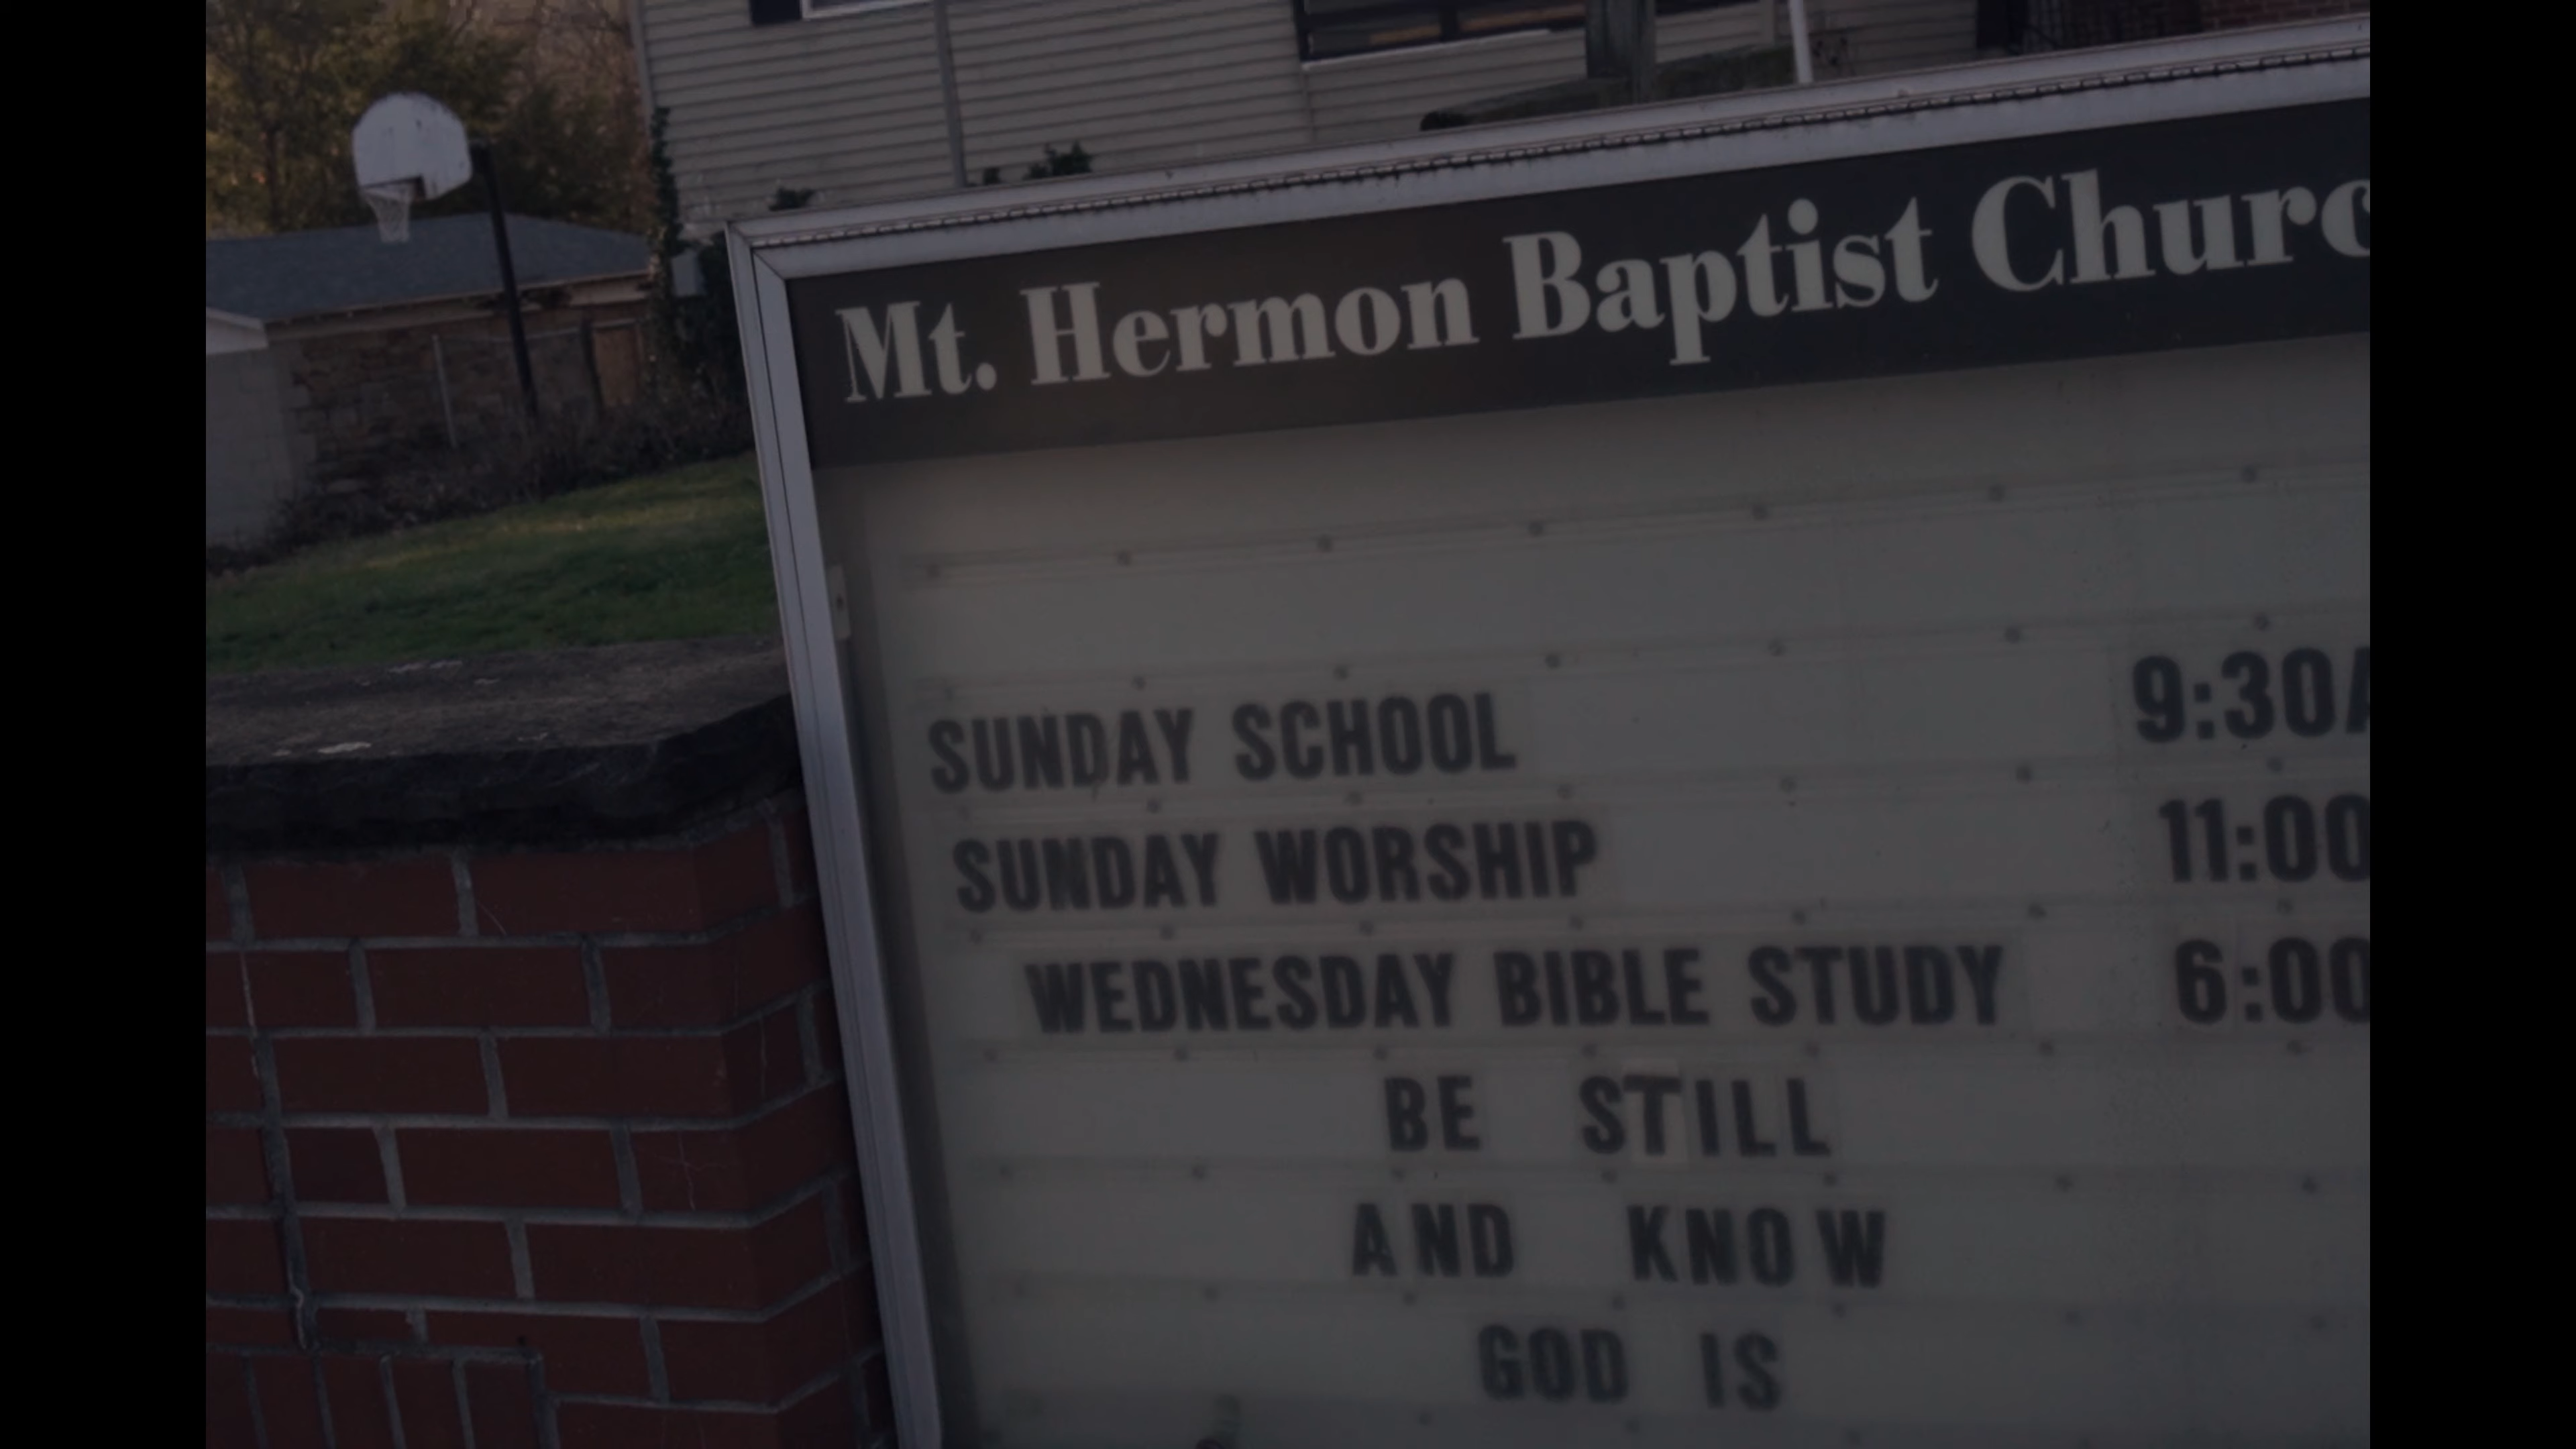 Mt. Hermon Baptist Churc
SUNDAY SCHOOL 9:30A
SUNDAY WORSHIP 11:00
WEDNESDAY BIBLE STUDY 6:00
BE STILL
AND KNOW
GOD IS